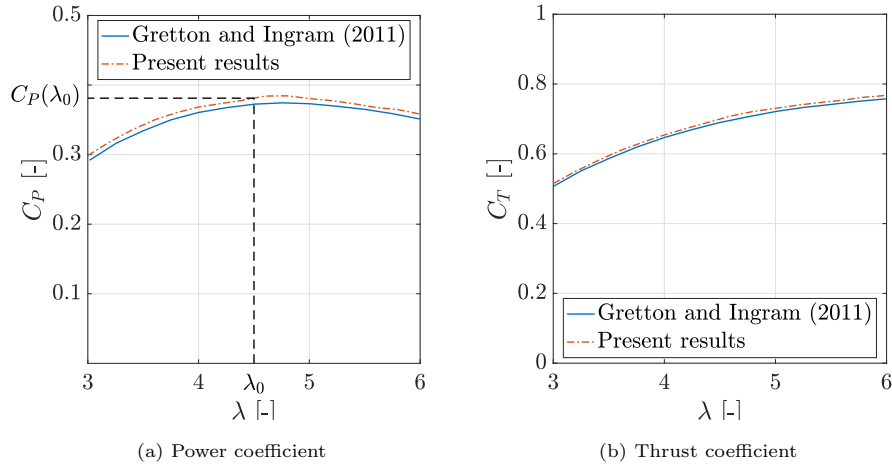 0.5
Gretton and Ingram (2011)
Present results
C_P(λ_0)
0.3
0.2
0.1
C_P [-]
3
λ_0
4
5
6
λ [-]
(a) Power coefficient
1
0.8
0.6
0.4
0.2
0
C_T [-]
Gretton and Ingram (2011)
Present results
3
4
5
6
λ [-]
(b) Thrust coefficient